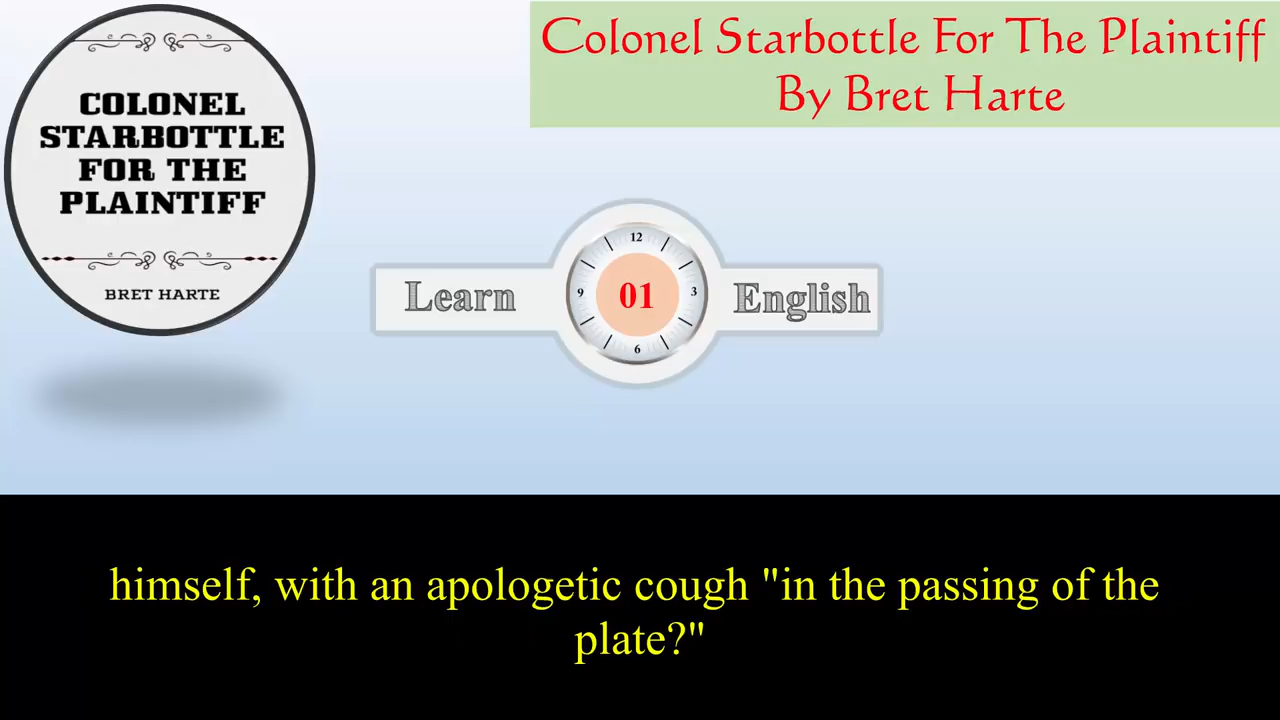 COLONEL
STARBOTTLE
FOR THE
PLAINTIFF
BRET HARTE
Colonel Starbottle For The Plaintiff
By Bret Harte
Learn
12
9
01
3
6
English
himself, with an apologetic cough "in the passing of the
plate?"